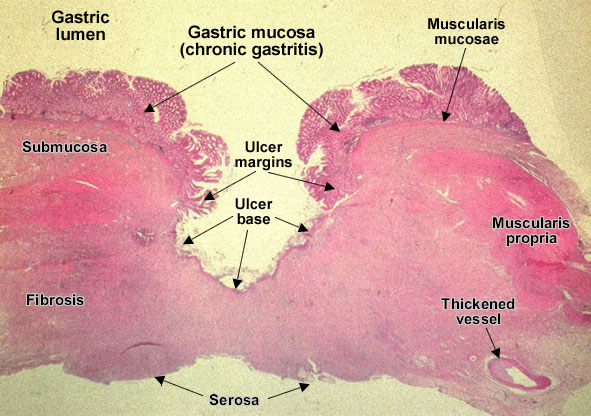 Gastric
lumen
Gastric mucosa
(chronic gastritis)
Muscularis
mucosae
Submucosa
Ulcer
margins
Ulcer
base
Muscularis
propria
Fibrosis
Thickened
vessel
Serosa